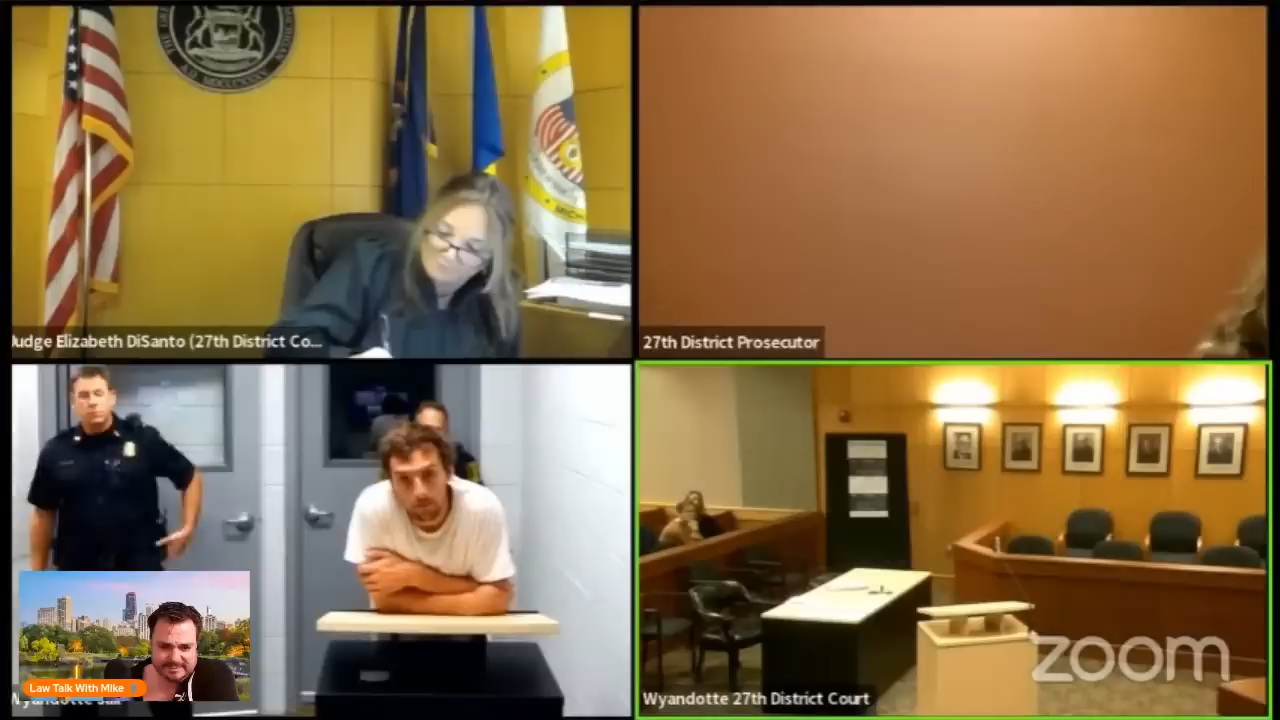 Judge Elizabeth DiSanto (27th District Co...
27th District Prosecutor
Law Talk With Mike
Wyandotte 27th District Court
zoom